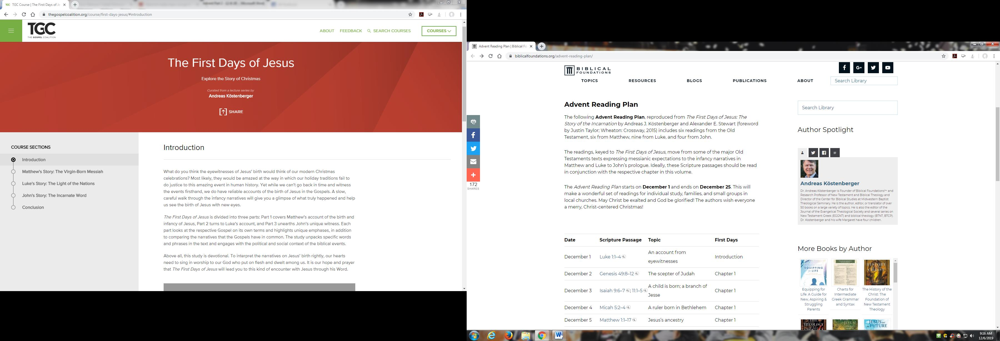 TGC Course | The First Days of Je
thegospelcoalition.org/course/first-days-jesus/#introduction
TGC
THE GOSPEL COALITION
ABOUT
FEEDBACK
SEARCH COURSES
COURSES
The First Days of Jesus
Explore the Story of Christmas
Curated from a lecture series by
Andreas Köstenberger
SHARE
COURSE SECTIONS
Introduction
Matthew's Story: The Virgin-Born Messiah
Luke's Story: The Light of the Nations
John's Story: The Incarnate Word
Conclusion
Introduction
What do you think the eyewitnesses of Jesus' birth would think of our modern Christmas
celebrations? Most likely, they would be amazed at the way in which our holiday traditions fail to
do justice to this amazing event in human history. Yet while we can't go back in time and witness
the events firsthand, we do have reliable accounts of the birth of Jesus in the Gospels. A slow,
careful walk through the infancy narratives will give you a glimpse of what truly happened and help
us see the birth of Jesus with new eyes.
The First Days of Jesus is divided into three parts: Part 1 covers Matthew's account of the birth and
infancy of Jesus, Part 2 turns to Luke's account, and Part 3 unearths John's unique witness. Each
part looks at the respective Gospel on its own terms and highlights unique emphases, in addition
to comparing the narratives that the Gospels have in common. The study unpacks specific words
and phrases in the text and engages with the political and social context of the biblical events.
Above all, this study is devotional. To interpret the narratives on Jesus' birth rightly, our hearts
need to sing in worship to our God who put on flesh and dwelt among us. It is our hope and prayer
that The First Days of Jesus will lead you to this kind of encounter with Jesus through his Word.
Advent Reading Plan | Biblical Fo
biblicalfoundations.org/advent-reading-plan/
BIBLICAL
FOUNDATIONS
TOPICS
RESOURCES
BLOGS
PUBLICATIONS
ABOUT
Search Library
Advent Reading Plan
The following Advent Reading Plan, reproduced from The First Days of Jesus: The
Story of the Incarnation by Andreas J. Köstenberger and Alexander E. Stewart (foreword
by Justin Taylor; Wheaton: Crossway, 2015) includes six readings from the Old
Testament, six from Matthew, nine from Luke, and four from John.
The readings, keyed to The First Days of Jesus, move from some of the major Old
Testaments texts expressing messianic expectations to the infancy narratives in
Matthew and Luke to John's prologue. Ideally, these Scripture passages should be read
in conjunction with the respective chapter in this volume.
The Advent Reading Plan starts on December 1 and ends on December 25. This will
make a wonderful set of readings for individual study, families, and small groups in
local churches. May Christ be exalted and God be glorified! The authors wish everyone
a merry, Christ-centered Christmas!
172
SHARES
Date Scripture Passage Topic First Days
December 1 Luke 1:1–4 An account from
eyewitnesses Introduction
December 2 Genesis 49:8–12 The scepter of Judah Chapter 1
December 3 Isaiah 9:6–7 ; 11:1–5 A child is born; a branch of
Jesse Chapter 1
December 4 Micah 5:2–4 A ruler born in Bethlehem Chapter 1
December 5 Matthew 1:1–17 Jesus's ancestry Chapter 1
Search Library
Author Spotlight
Andreas Köstenberger
Dr. Andreas Köstenberger is Founder of Biblical Foundations™ and
Research Professor of New Testament and Biblical Theology and
Director of the Center for Biblical Studies at Midwestern Baptist
Theological Seminary. He is the author, editor, or translator of over
50 books on a large variety of topics. He is also the editor of the
Journal of the Evangelical Theological Society and several series on
New Testament Greek (EGGNT) and biblical theology (BTNT, BTCP).
Dr. Kostenberger and his wife Margaret have four children.
More Books by Author
EQUIPPING
for LIFE
HISTORY
CHRIST
Equipping for
Life: A Guide for
New, Aspiring &
Struggling
Parents
Charts for
Intermediate
Greek Grammar
and Syntax
The History of the
Christ: The
Foundation of
New Testament
Theology
THE
THEOLOGY
JESUS?
JESUS and
the FUTURE
9:16 AM
12/6/2019